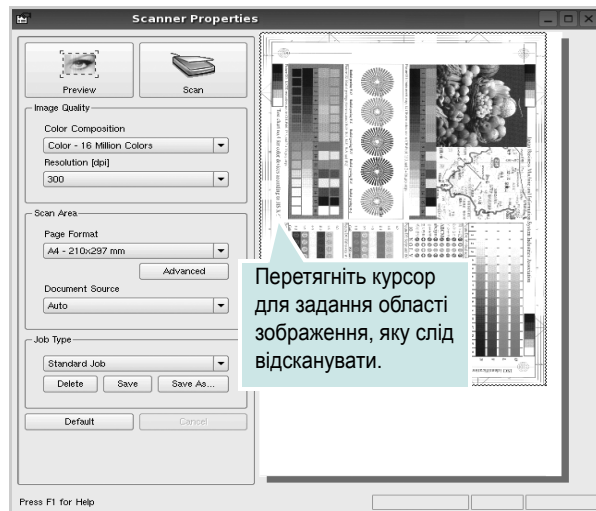 Scanner Properties
Preview
Scan
Image Quality
Color Composition
Color - 16 Million Colors
Resolution [dpi]
300
Scan Area
Page Format
A4 - 210x297 mm
Advanced
Document Source
Auto
Job Type
Standard Job
Delete
Save
Save As...
Default
Cancel
Перетягніть курсор
для задання області
зображення, яку слід
відсканувати.
Press F1 for Help